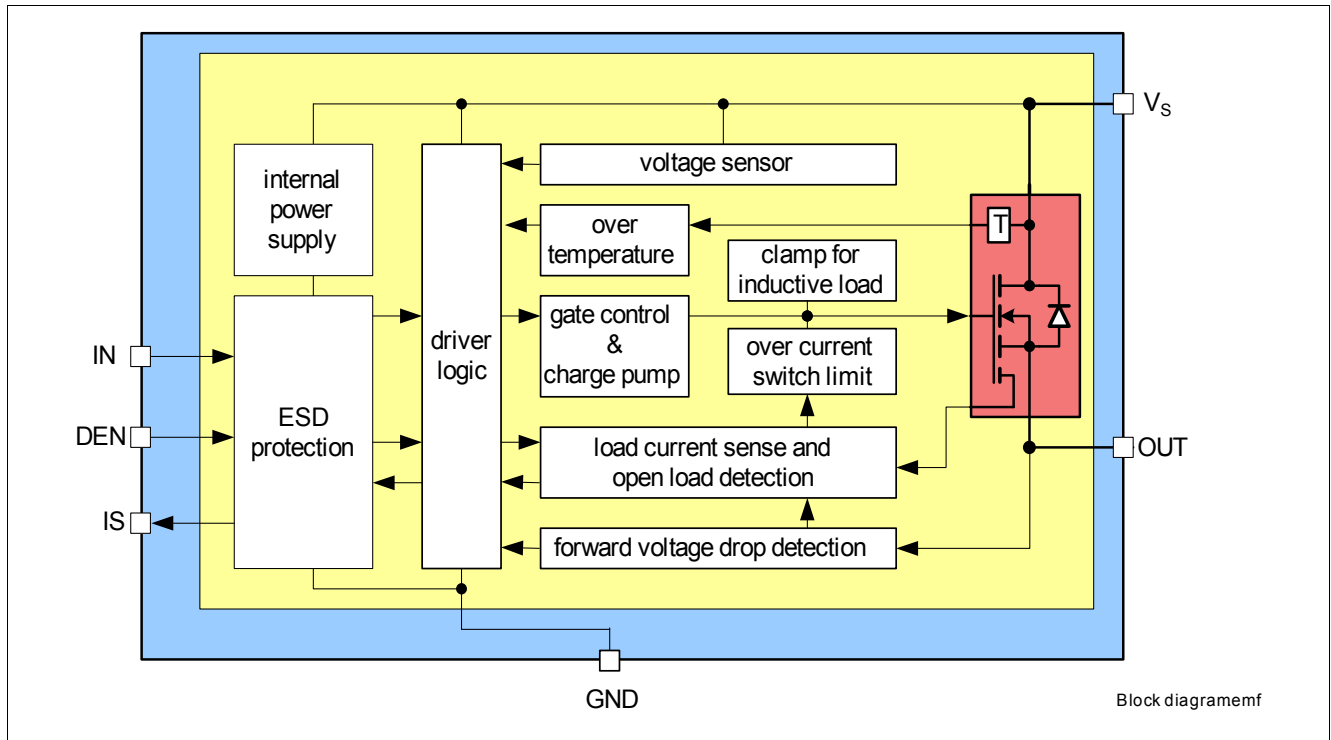 V_S
voltage sensor
internal
power
supply
T
over
temperature
clamp for
inductive load
gate control
&
charge pump
driver
logic
over current
switch limit
IN
ESD
protection
DEN
load current sense and
open load detection
OUT
IS
forward voltage drop detection
GND
Block diagramemf